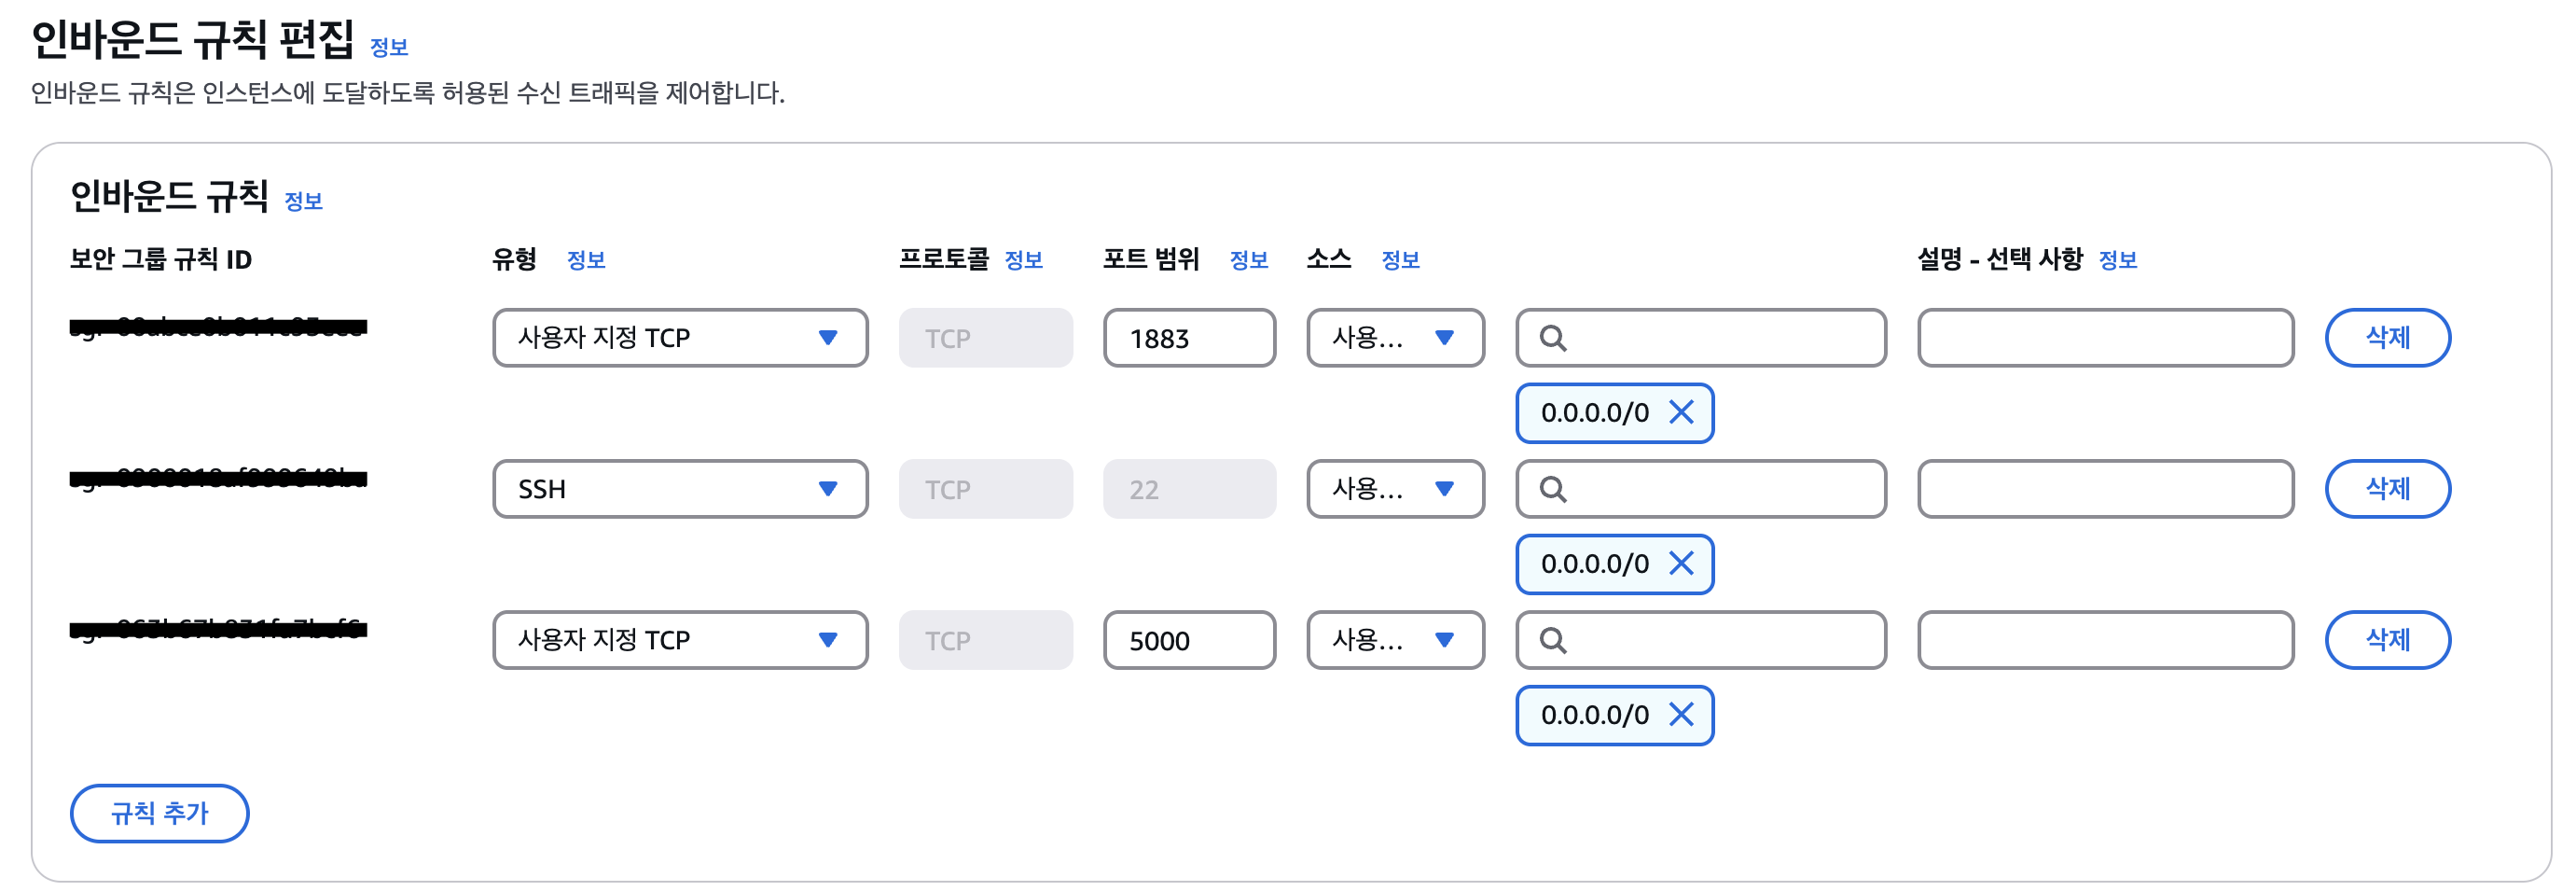 인바운드 규칙 편집 정보
인바운드 규칙은 인스턴스에 도달하도록 허용된 수신 트래픽을 제어합니다.
인바운드 규칙 정보
보안 그룹 규칙 ID 유형 정보 프로토콜 정보 포트 범위 정보 소스 정보 설명 - 선택 사항 정보
사용자 지정 TCP TCP 1883 사용... 삭제
0.0.0.0/0
SSH TCP 22 사용... 삭제
0.0.0.0/0
사용자 지정 TCP TCP 5000 사용... 삭제
0.0.0.0/0
규칙 추가